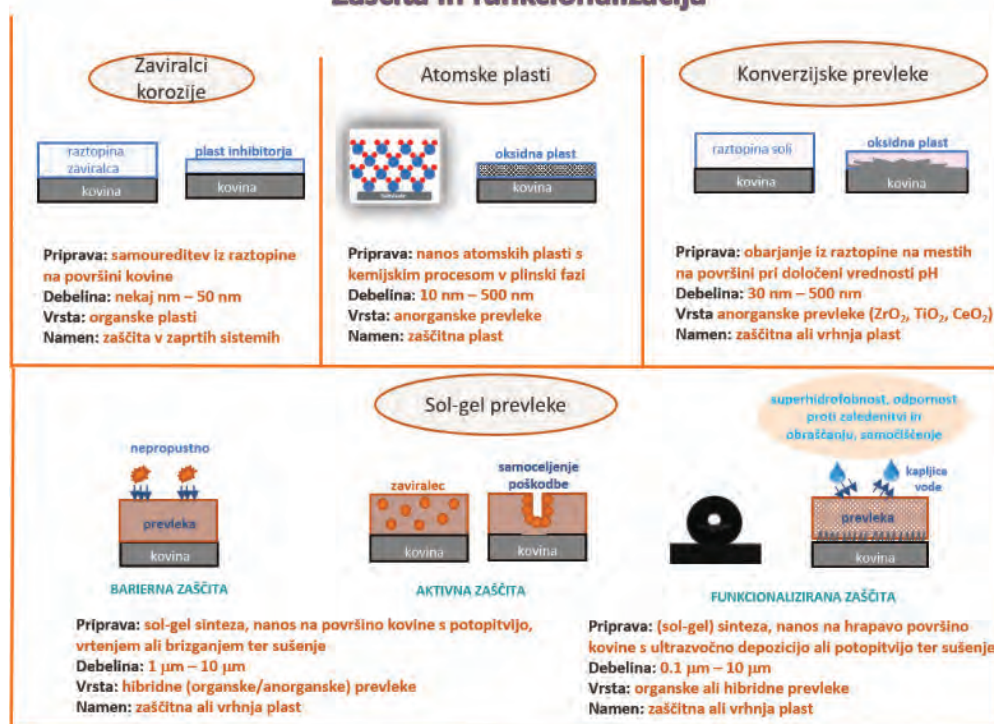 Zaščita in funkcionalizacija
Zaviralci
korozije
raztopina
zaviralca
kovina
plast inhibitorja
kovina
Priprava: samoureditev iz raztopine
na površini kovine
Debelina: nekaj nm – 50 nm
Vrsta: organske plasti
Namen: zaščita v zaprtih sistemih
Atomske plasti
oksidna plast
kovina
Priprava: nanos atomskih plasti s
kemijskim procesom v plinski fazi
Debelina: 10 nm – 500 nm
Vrsta: anorganske prevleke
Namen: zaščitna plast
Konverzijske prevleke
raztopina soli
kovina
oksidna plast
kovina
Priprava: obarjanje iz raztopine na mestih
na površini pri določeni vrednosti pH
Debelina: 30 nm – 500 nm
Vrsta anorganske prevleke (ZrO₂, TiO₂, CeO₂)
Namen: zaščitna ali vrhnja plast
Sol-gel prevleke
nepropustno
prevleka
kovina
BARIERNA ZAŠČITA
zaviralec
kovina
samoceljenje
poškodbe
kovina
AKTIVNA ZAŠČITA
superhidrofobnost, odpornost
proti zaledenitvi in
obraščanju, samočiščenje
kapljice
vode
prevleka
kovina
FUNKCIONALIZIRANA ZAŠČITA
Priprava: sol-gel sinteza, nanos na površino kovine s potopitvijo,
vrtenjem ali brizganjem ter sušenje
Debelina: 1 µm – 10 µm
Vrsta: hibridne (organske/anorganske) prevleke
Namen: zaščitna ali vrhnja plast
Priprava: (sol-gel) sinteza, nanos na hrapavo površino
kovine s ultrazvočno depozicijo ali potopitvijo ter sušenje
Debelina: 0.1 µm – 10 µm
Vrsta: organske ali hibridne prevleke
Namen: zaščitna ali vrhnja plast